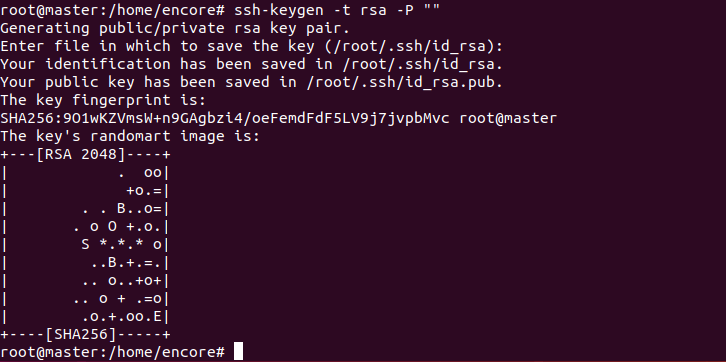 root@master:/home/encore# ssh-keygen -t rsa -P ""
Generating public/private rsa key pair.
Enter file in which to save the key (/root/.ssh/id_rsa):
Your identification has been saved in /root/.ssh/id_rsa.
Your public key has been saved in /root/.ssh/id_rsa.pub.
The key fingerprint is:
SHA256:9O1wKZVmsW+n9GAgbzi4/oeFemdFdF5LV9j7jvpbMvc root@master
The key's randomart image is:
+---[RSA 2048]----+
|             .  oo|
|              +o.=|
|        . . B..o=|
|       . o O +.o.|
|        S *.*.* o|
|         ..B.+.=.|
|        .. o..+o+|
|       .. o + .=o|
|        .o.+.oo.E|
+----[SHA256]-----+
root@master:/home/encore#